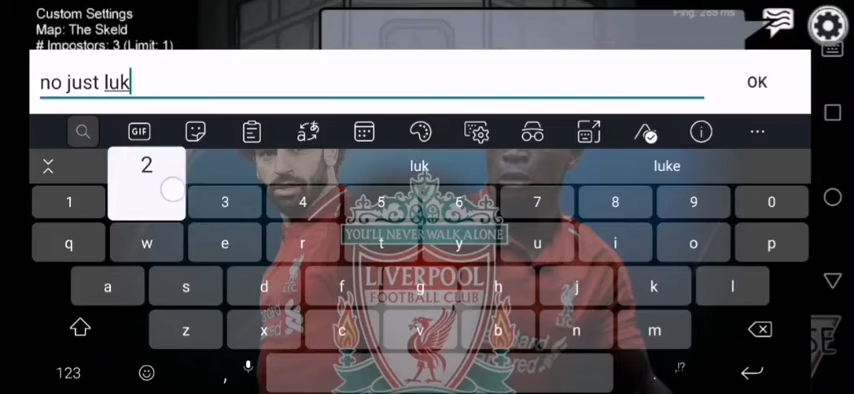 Custom Settings
Map: The Skeld
# Impostors: 3 (Limit: 1)
Ping: 288 ms
no just luk
OK
GIF
2
luk
luke
1 3 4 5 6 7 8 9 0
q w e r t y u i o p
YOU'LL NEVER WALK ALONE
a s d f g h j k l
LIVERPOOL
FOOTBALL CLUB
z x c v b n m
123 , . ,!?